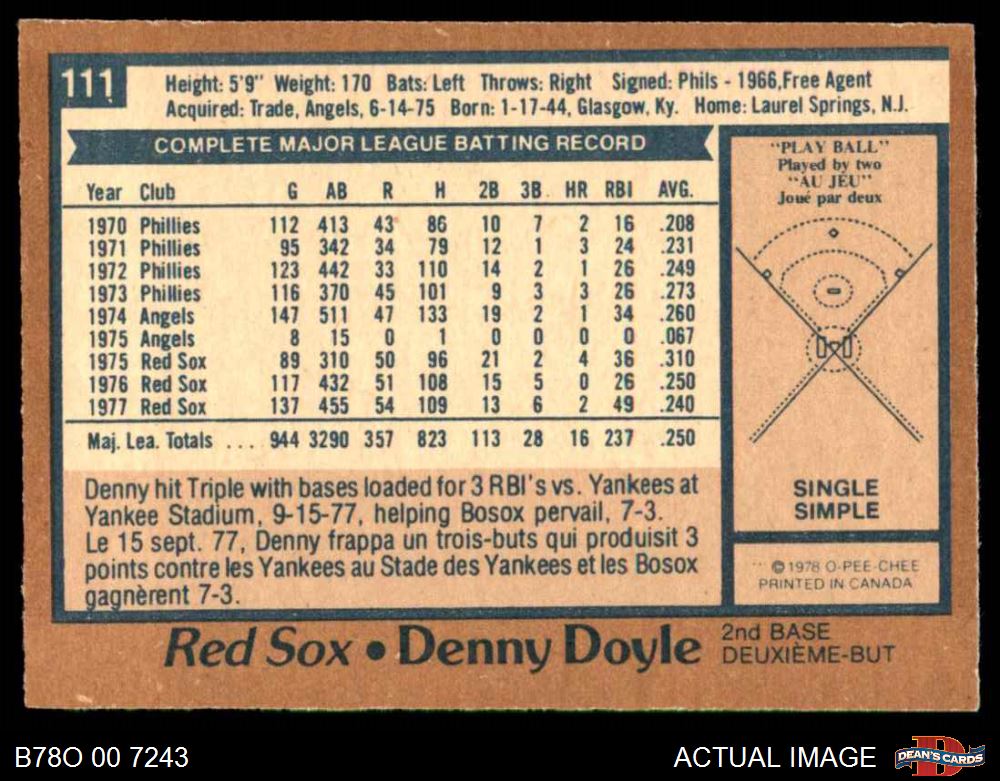 111
Height: 5'9" Weight: 170 Bats: Left Throws: Right Signed: Phils - 1966, Free Agent
Acquired: Trade, Angels, 6-14-75 Born: 1-17-44, Glasgow, Ky. Home: Laurel Springs, N.J.
COMPLETE MAJOR LEAGUE BATTING RECORD
Year Club G AB R H 2B 3B HR RBI AVG.
1970 Phillies 112 413 43 86 10 7 2 16 .208
1971 Phillies 95 342 34 79 12 1 3 24 .231
1972 Phillies 123 442 33 110 14 2 1 26 .249
1973 Phillies 116 370 45 101 9 3 3 26 .273
1974 Angels 147 511 47 133 19 2 1 34 .260
1975 Angels 8 15 0 1 0 0 0 0 .067
1975 Red Sox 89 310 50 96 21 2 4 36 .310
1976 Red Sox 117 432 51 108 15 5 0 26 .250
1977 Red Sox 137 455 54 109 13 6 2 49 .240
Maj. Lea. Totals .... 944 3290 357 823 113 28 16 237 .250
Denny hit Triple with bases loaded for 3 RBI's vs. Yankees at
Yankee Stadium, 9-15-77, helping Bosox pervail, 7-3.
Le 15 sept. 77, Denny frappa un trois-buts qui produisit 3
points contre les Yankees au Stade des Yankees et les Bosox
gagnèrent 7-3.
"PLAY BALL"
Played by two
"AU JEU"
Joué par deux
SINGLE
SIMPLE
© 1978 O-PEE-CHEE
PRINTED IN CANADA
Red Sox • Denny Doyle
2nd BASE
DEUXIÈME-BUT
B78O 00 7243
ACTUAL IMAGE
DEAN'S CARDS